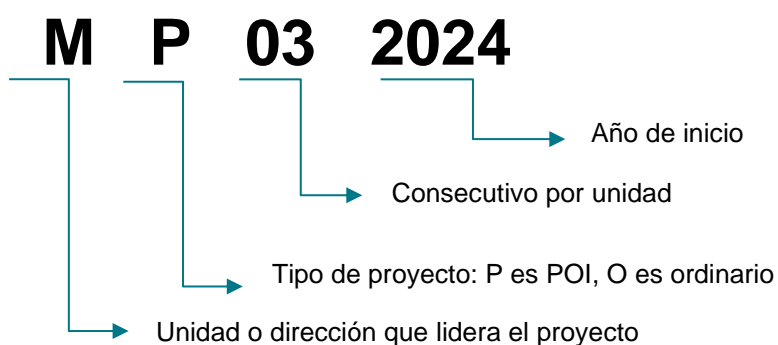 M P 03 2024
Año de inicio
Consecutivo por unidad
Tipo de proyecto: P es POI, O es ordinario
Unidad o dirección que lidera el proyecto